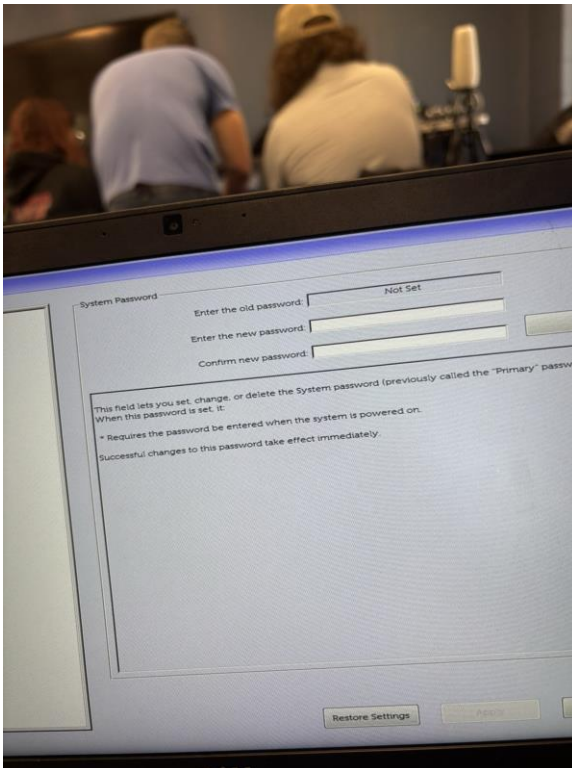 System Password
Enter the old password:
Not Set
Enter the new password:
Confirm new password:
This field lets you set, change, or delete the System password (previously called the "Primary"
When this password is set, it:
* Requires the password be entered when the system is powered on.
Successful changes to this password take effect immediately.
Restore Settings
Apply